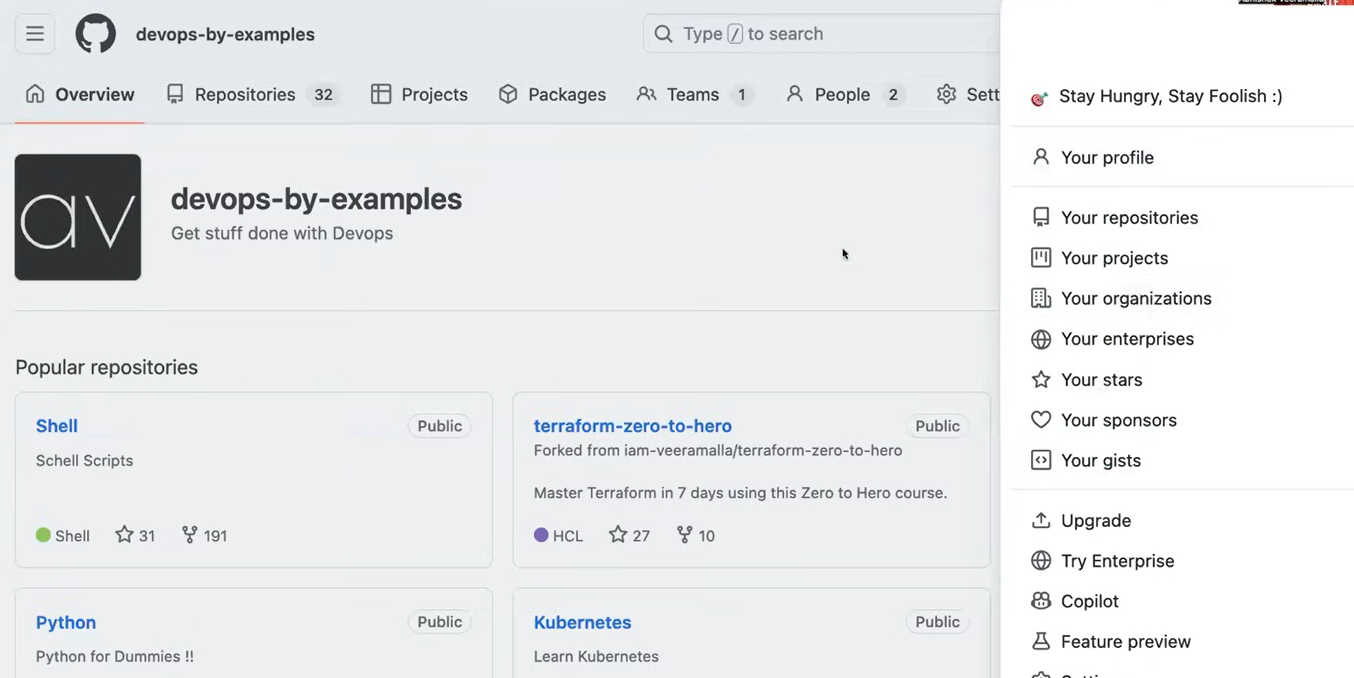 devops-by-examples
Type / to search
Overview
Repositories 32
Projects
Packages
Teams 1
People 2
Sett
av
devops-by-examples
Get stuff done with Devops
Popular repositories
Shell Public
Schell Scripts
Shell 31 191
terraform-zero-to-hero Public
Forked from iam-veeramalla/terraform-zero-to-hero
Master Terraform in 7 days using this Zero to Hero course.
HCL 27 10
Python Public
Python for Dummies !!
Kubernetes Public
Learn Kubernetes
Stay Hungry, Stay Foolish :)
Your profile
Your repositories
Your projects
Your organizations
Your enterprises
Your stars
Your sponsors
Your gists
Upgrade
Try Enterprise
Copilot
Feature preview